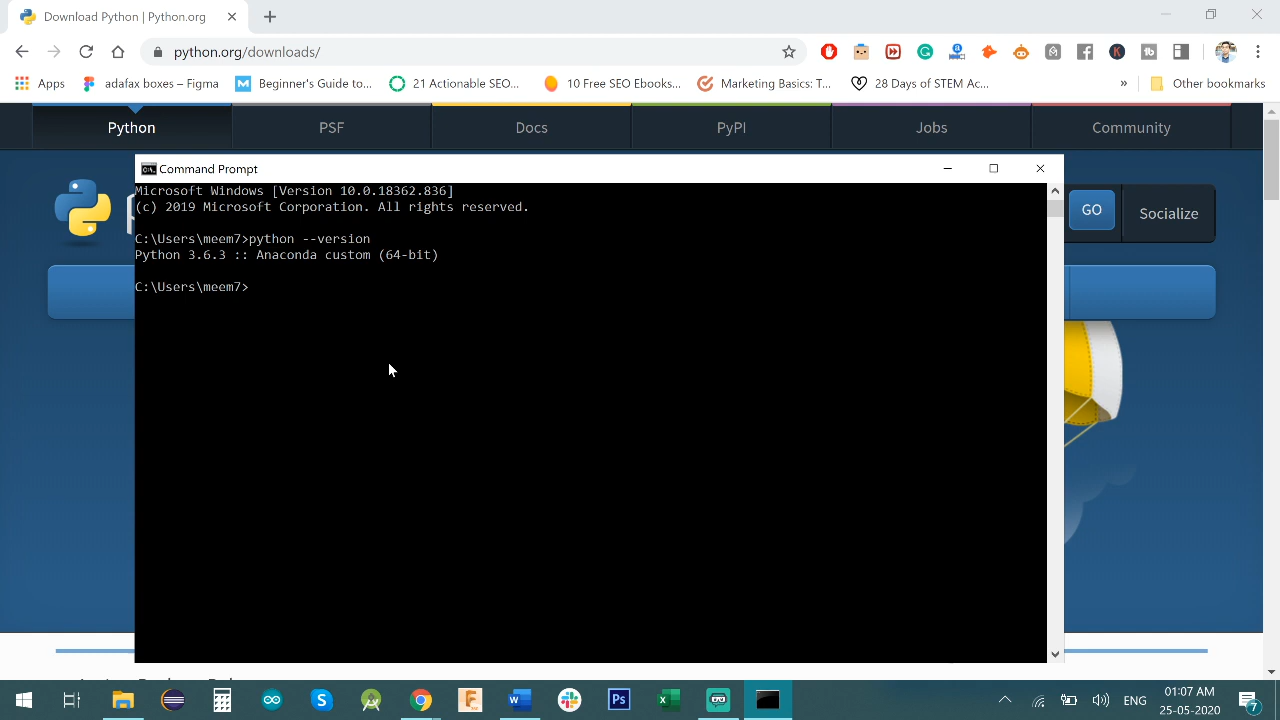 Download Python | Python.org
python.org/downloads/
Apps
adafax boxes – Figma
Beginner's Guide to...
21 Actionable SEO...
10 Free SEO Ebooks...
Marketing Basics: T...
28 Days of STEM Ac...
»
Other bookmarks
Python
PSF
Docs
PyPI
Jobs
Community
Command Prompt
Microsoft Windows [Version 10.0.18362.836]
(c) 2019 Microsoft Corporation. All rights reserved.
C:\Users\meem7>python --version
Python 3.6.3 :: Anaconda custom (64-bit)
C:\Users\meem7>
GO
Socialize
ENG
01:07 AM
25-05-2020
7